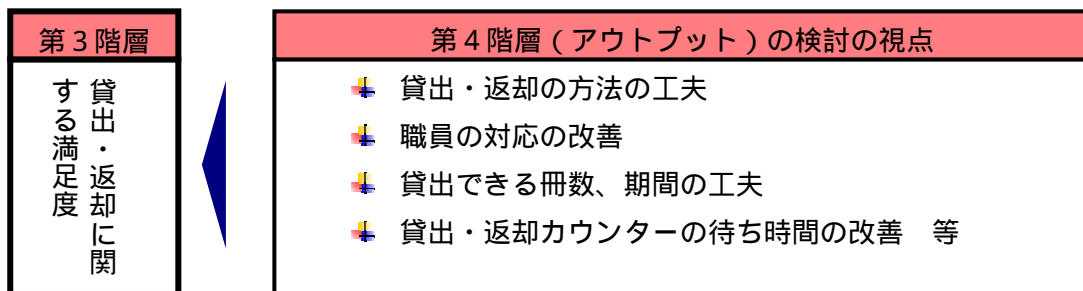 第３階層
貸出・返却に関
する満足度
第４階層（アウトプット）の検討の視点
貸出・返却の方法の工夫
職員の対応の改善
貸出できる冊数、期間の工夫
貸出・返却カウンターの待ち時間の改善　等